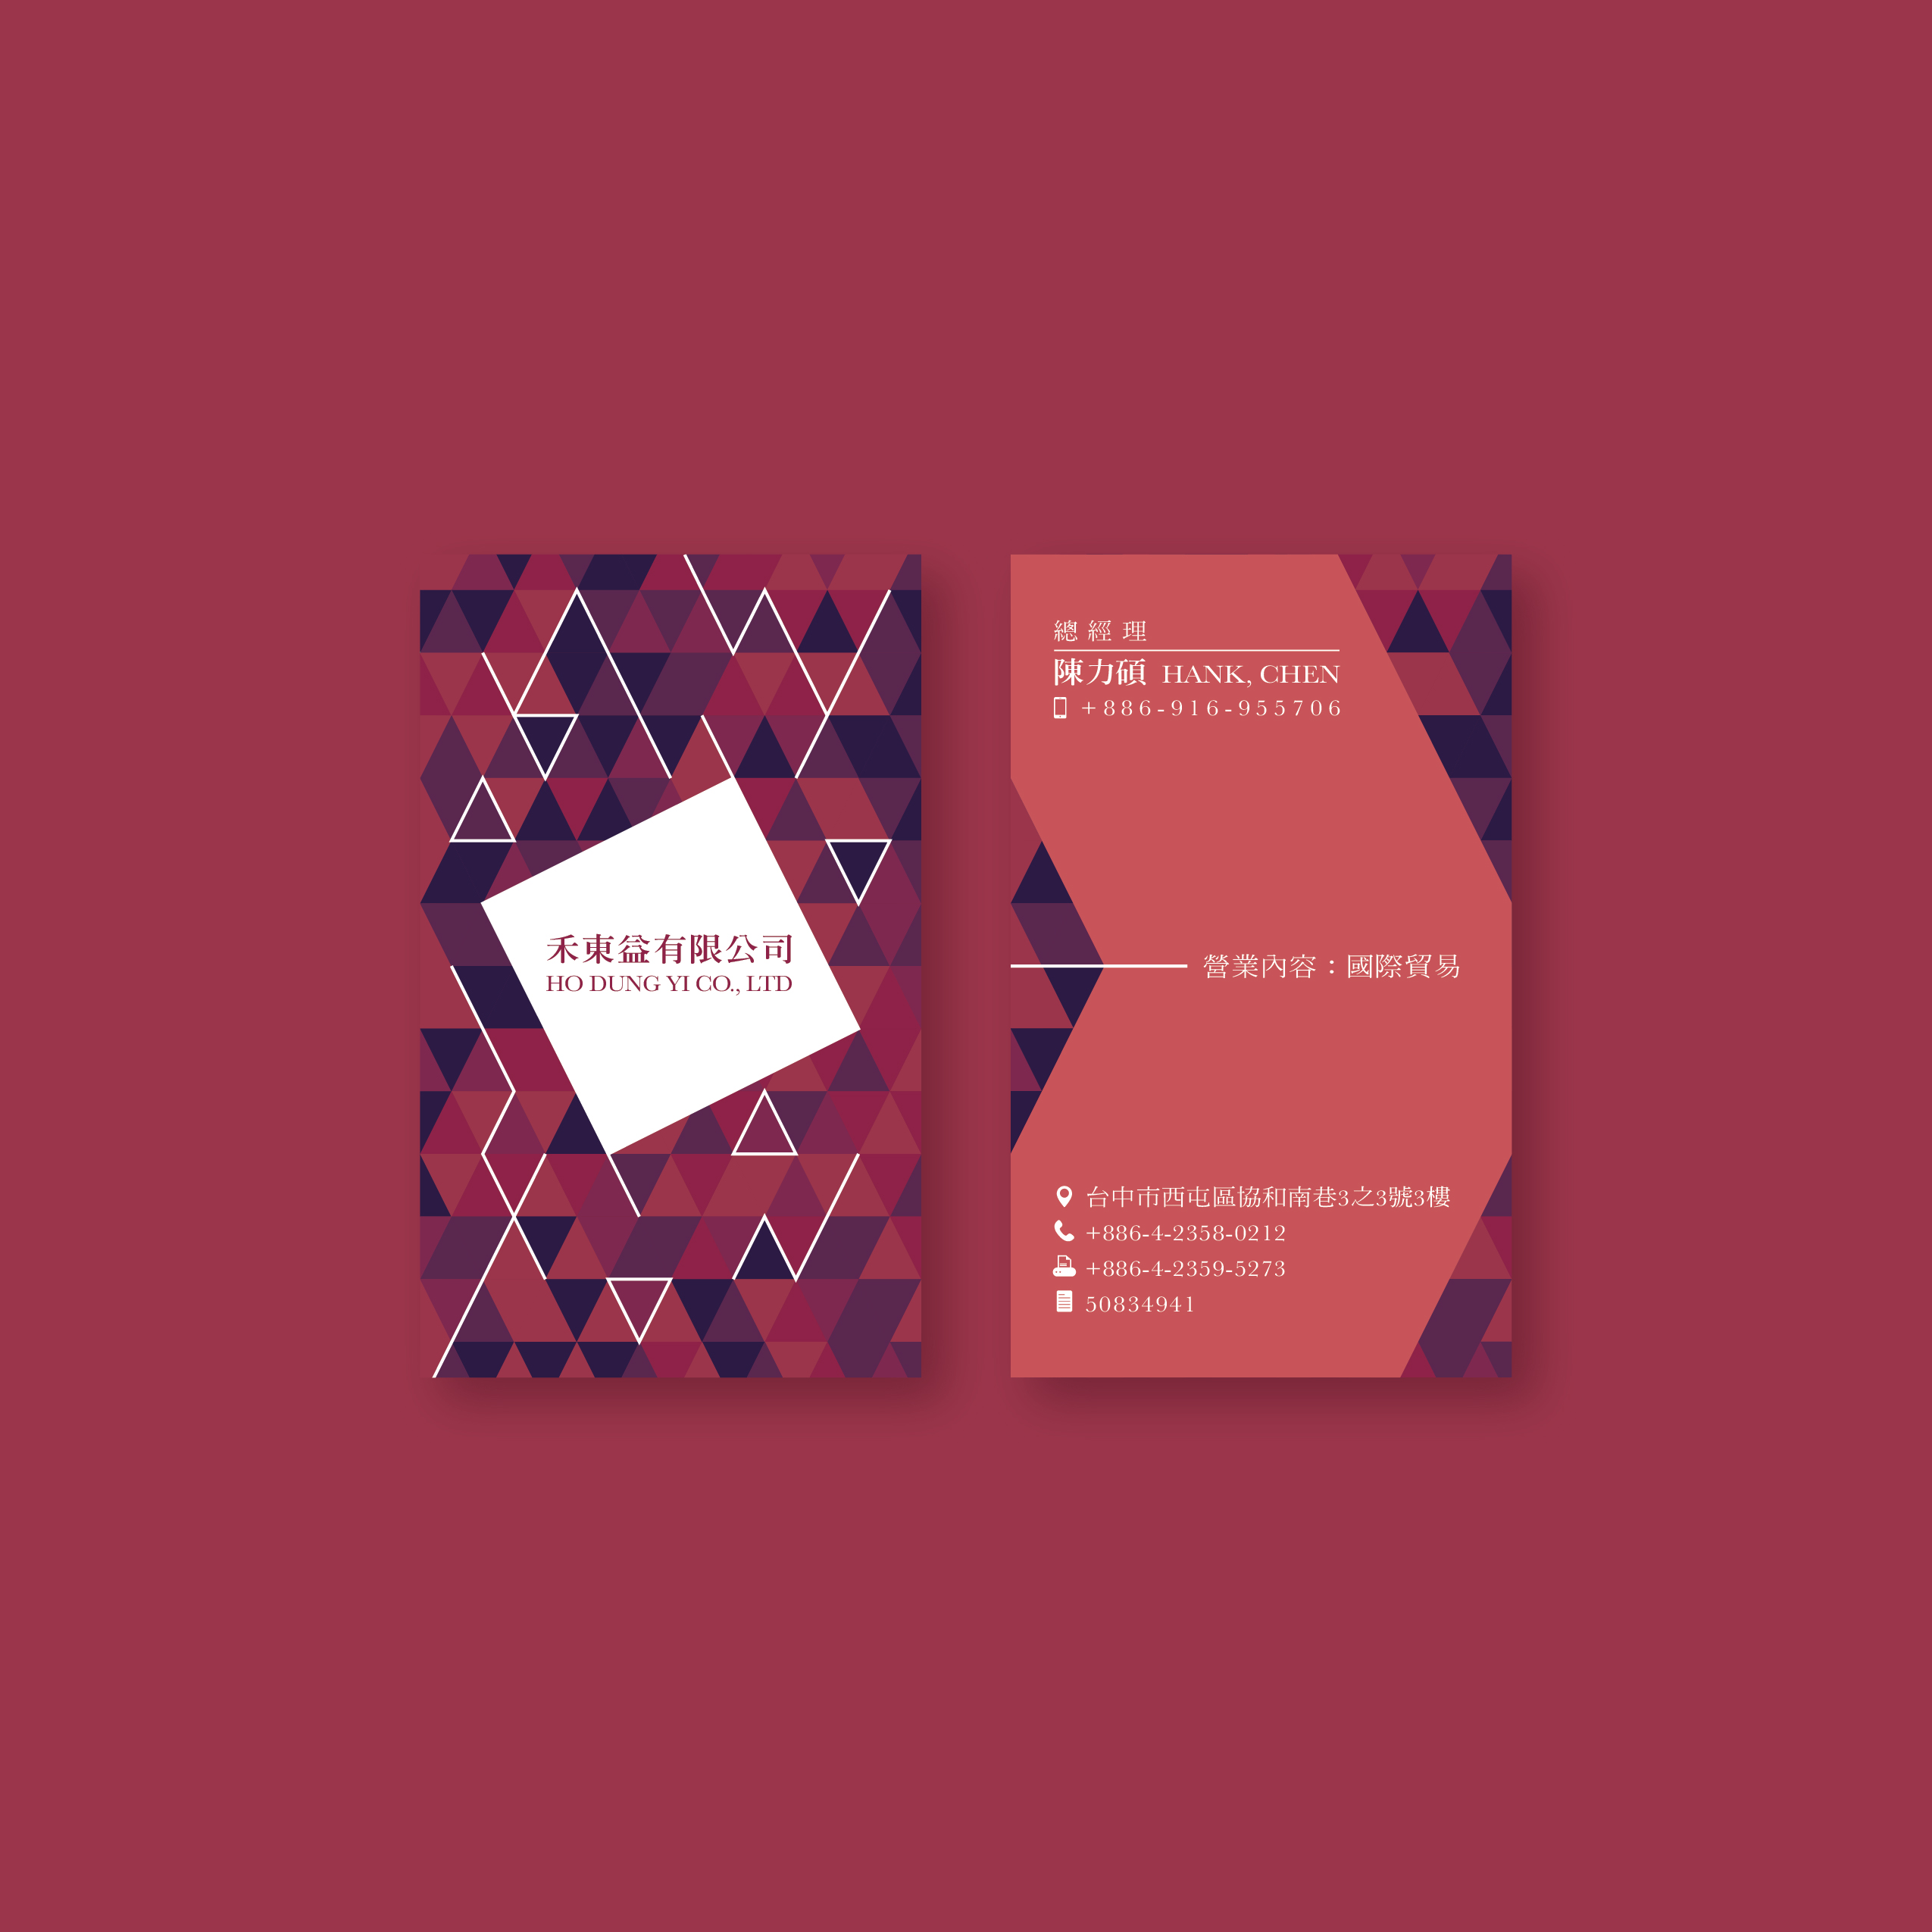 禾東益有限公司
HO DUNG YI CO., LTD
總經理
陳力碩 HANK, CHEN
+886-916-955706
營業內容：國際貿易
台中市西屯區協和南巷3之3號3樓
+886-4-2358-0212
+886-4-2359-5273
50834941